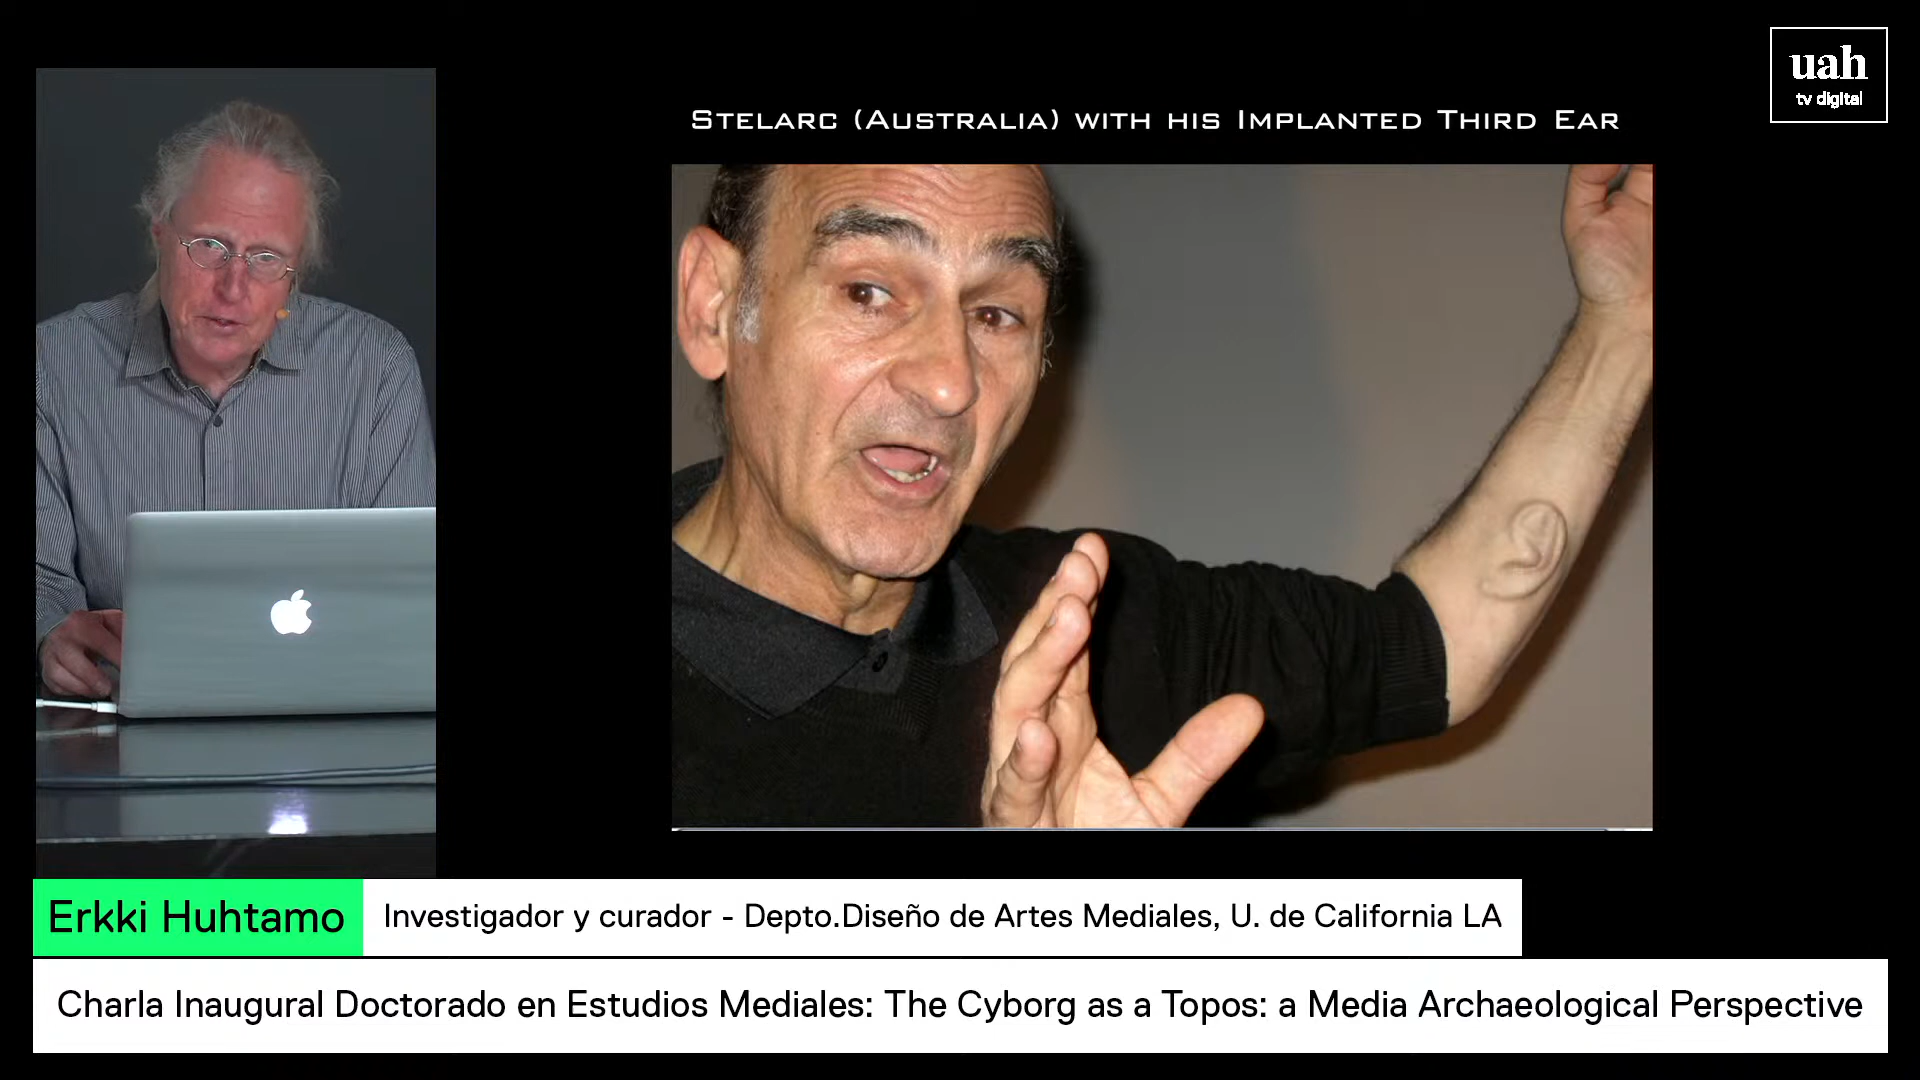 uah
tv digital
Stelarc (Australia) with his Implanted Third Ear
Erkki Huhtamo
Investigador y curador - Depto.Diseño de Artes Mediales, U. de California LA
Charla Inaugural Doctorado en Estudios Mediales: The Cyborg as a Topos: a Media Archaeological Perspective